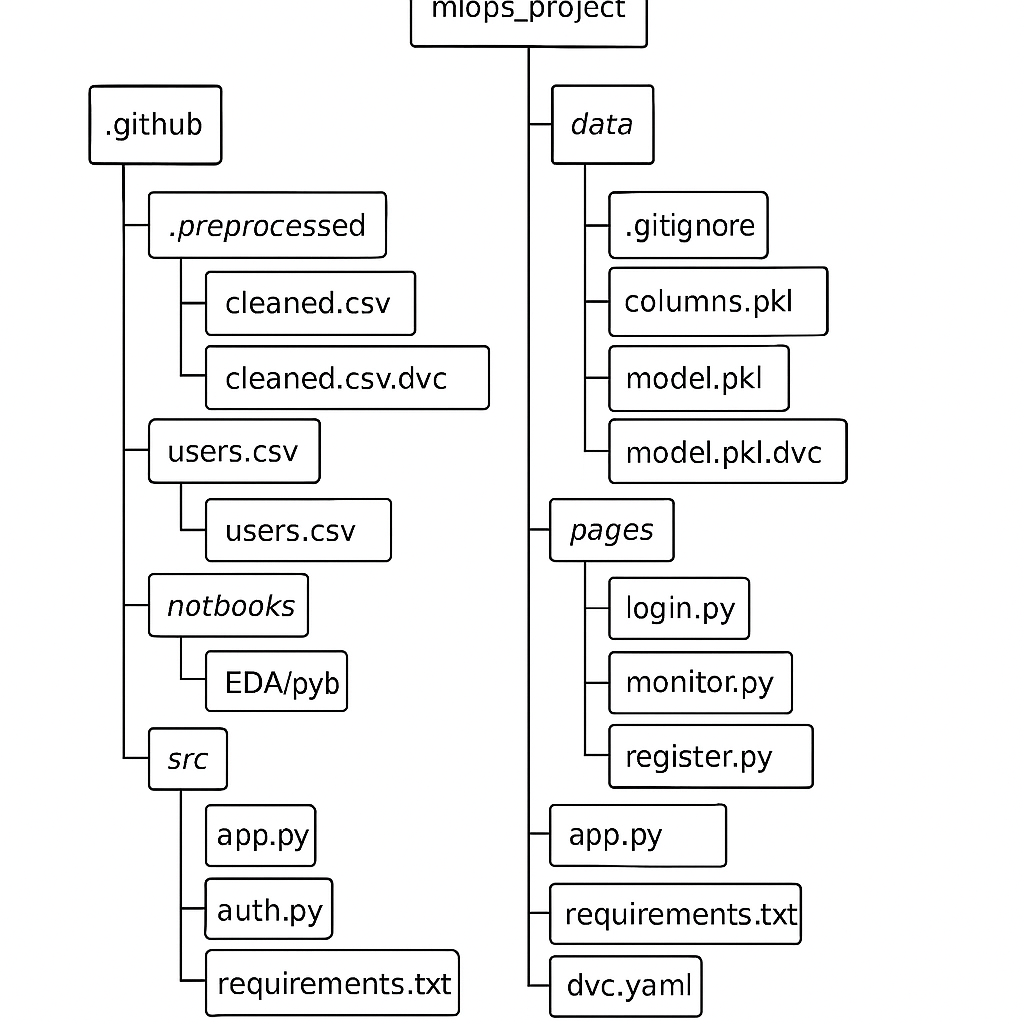 mlops_project
.github
.preprocessed
cleaned.csv
cleaned.csv.dvc
users.csv
users.csv
notbooks
EDA/pyb
src
app.py
auth.py
requirements.txt
data
.gitignore
columns.pkl
model.pkl
model.pkl.dvc
pages
login.py
monitor.py
register.py
app.py
requirements.txt
dvc.yaml